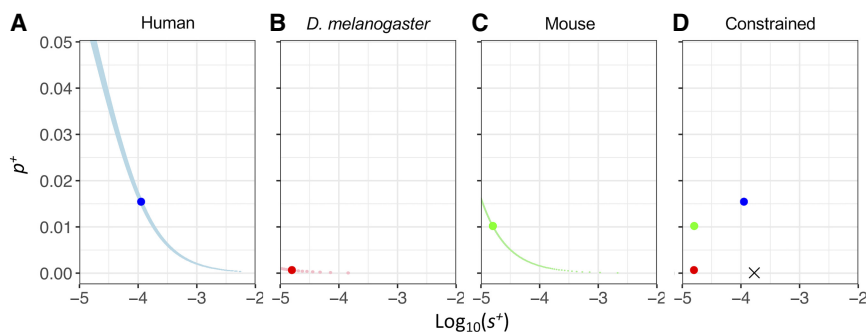 A Human B D. melanogaster C Mouse D Constrained
0.05
0.04
0.03
0.02
0.01
0.00
p⁺
−5 −4 −3 −2 −5 −4 −3 −2 −5 −4 −3 −2 −5 −4 −3 −2
Log₁₀(s⁺)